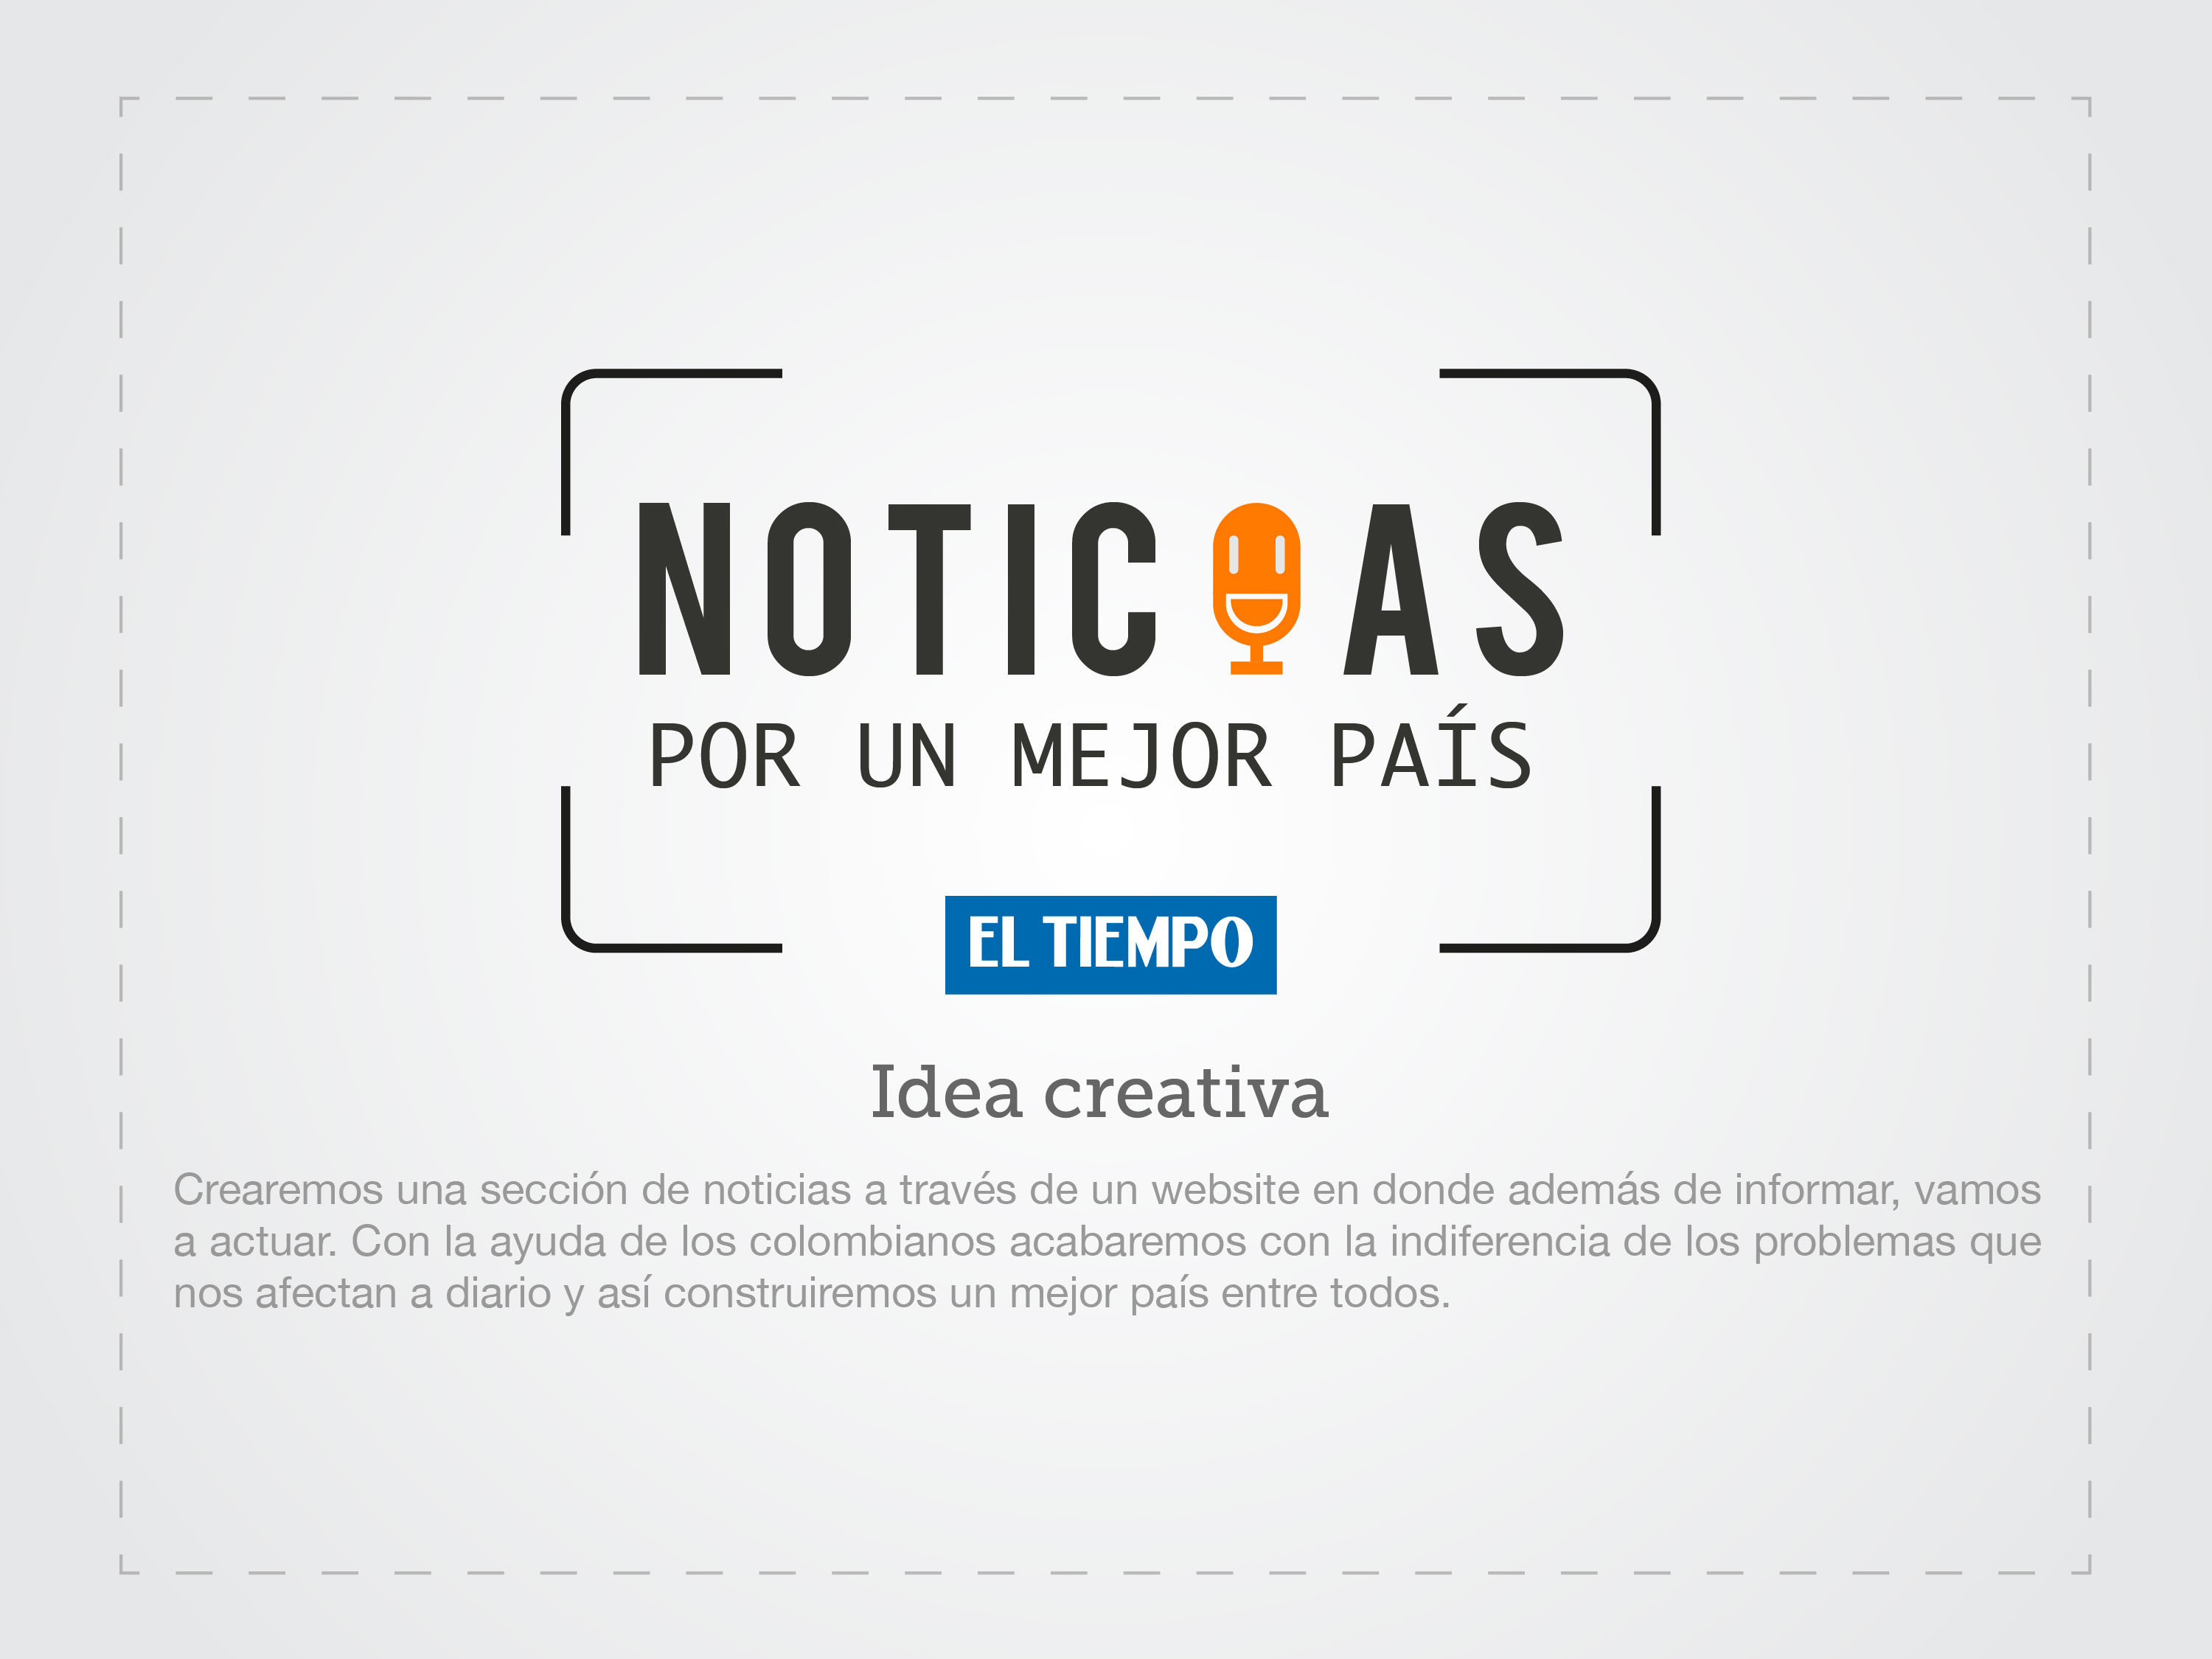 NOTICIAS
POR UN MEJOR PAÍS
EL TIEMPO
Idea creativa
Crearemos una sección de noticias a través de un website en donde además de informar, vamos
a actuar. Con la ayuda de los colombianos acabaremos con la indiferencia de los problemas que
nos afectan a diario y así construiremos un mejor país entre todos.